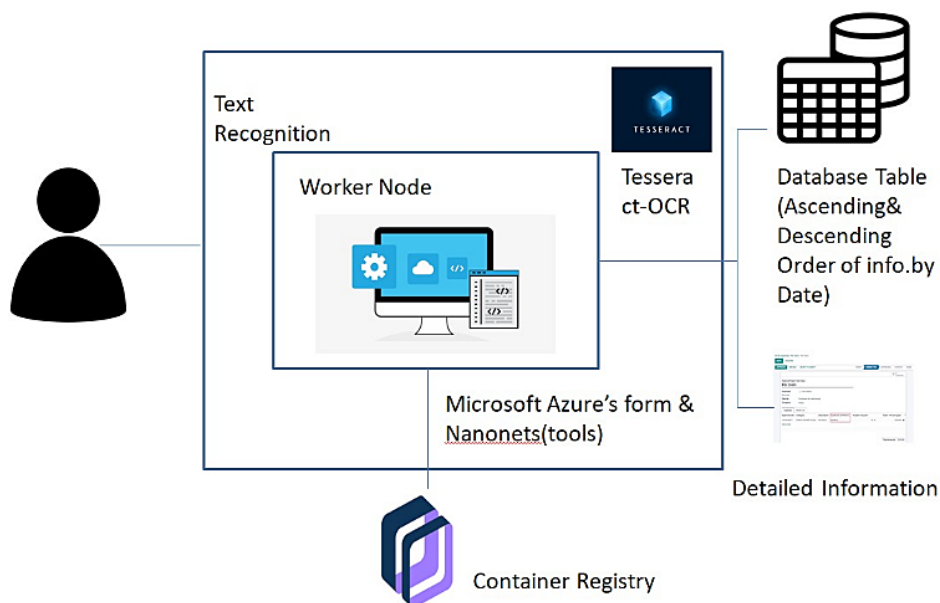 Text
Recognition
TESSERACT
Worker Node
Tessera
ct-OCR
Database Table
(Ascending&
Descending
Order of info.by
Date)
Microsoft Azure’s form &
Nanonets(tools)
Detailed Information
Container Registry